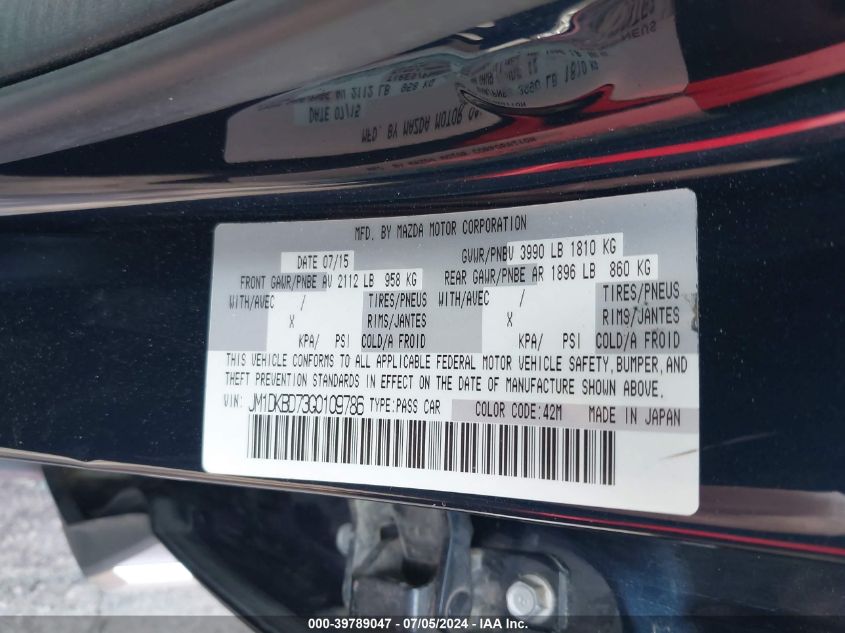 MFD. BY MAZDA MOTOR CORPORATION
DATE 07/15 GVWR/PNBV 3990 LB 1810 KG
FRONT GAWR/PNBE AV 2112 LB 958 KG REAR GAWR/PNBE AR 1896 LB 860 KG
WITH/AVEC / TIRES/PNEUS WITH/AVEC / TIRES/PNEUS
X RIMS/JANTES X RIMS/JANTES
KPA/ PSI COLD/A FROID KPA/ PSI COLD/A FROID
THIS VEHICLE CONFORMS TO ALL APPLICABLE FEDERAL MOTOR VEHICLE SAFETY, BUMPER, AND
THEFT PREVENTION STANDARDS IN EFFECT ON THE DATE OF MANUFACTURE SHOWN ABOVE.
VIN: JM1DKBD73G0109786 TYPE:PASS CAR COLOR CODE:42M MADE IN JAPAN
000-39789047 - 07/05/2024 - IAA Inc.